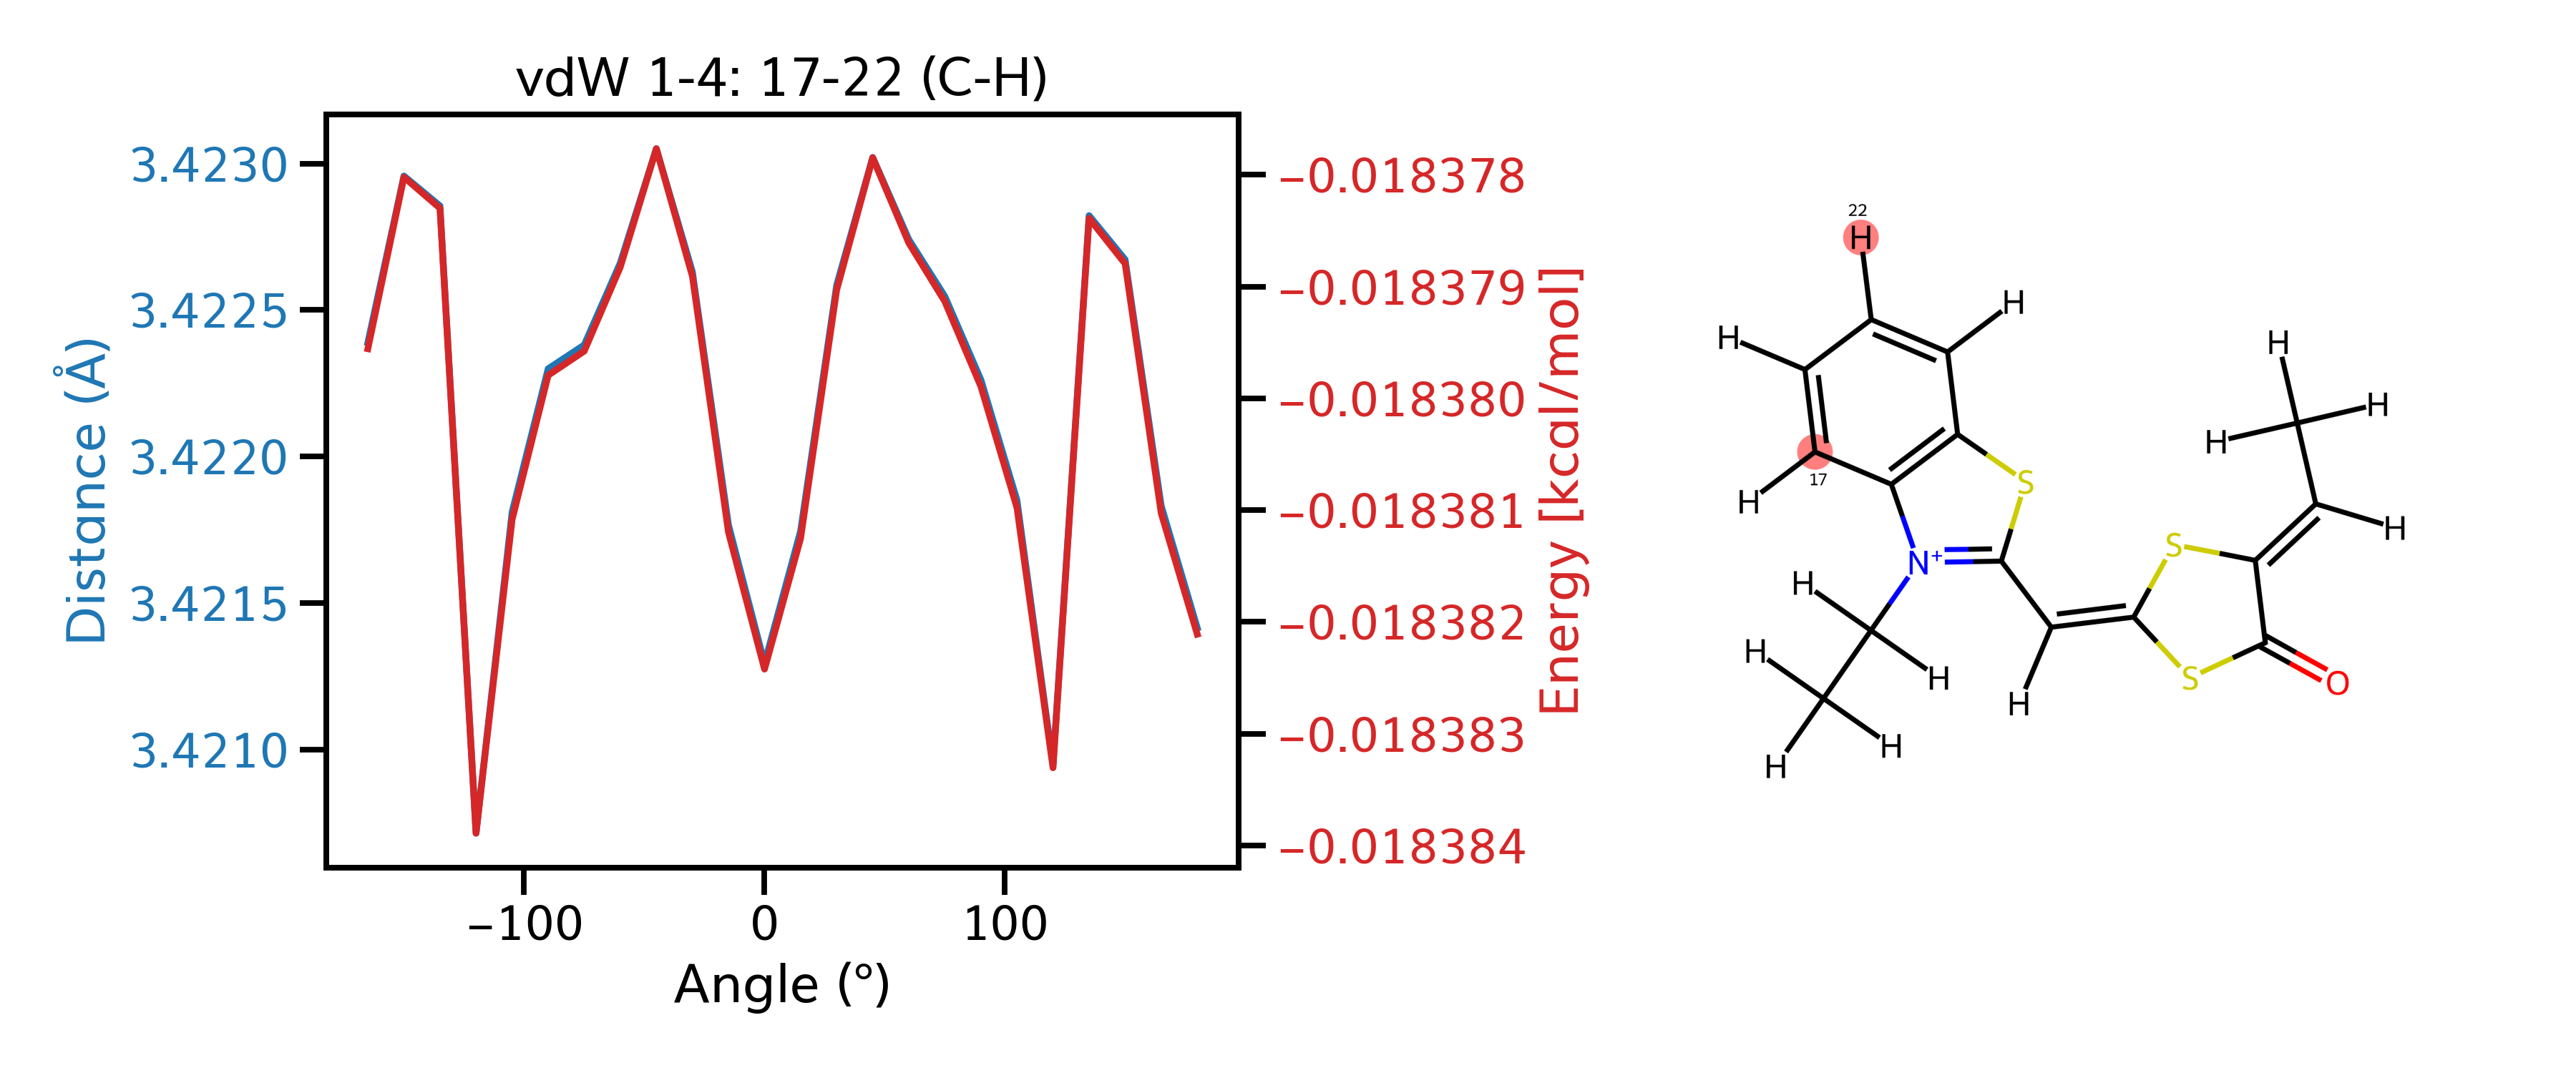 vdW 1-4: 17-22 (C-H)
Distance (Å)
3.4230
3.4225
3.4220
3.4215
3.4210
−0.018378
−0.018379
−0.018380
−0.018381
−0.018382
−0.018383
−0.018384
Energy [kcal/mol]
−100 0 100
Angle (°)
22
H
H
H
H
H
H
17
H
S
H
S
N⁺
H
H
H
S
O
H
H
H